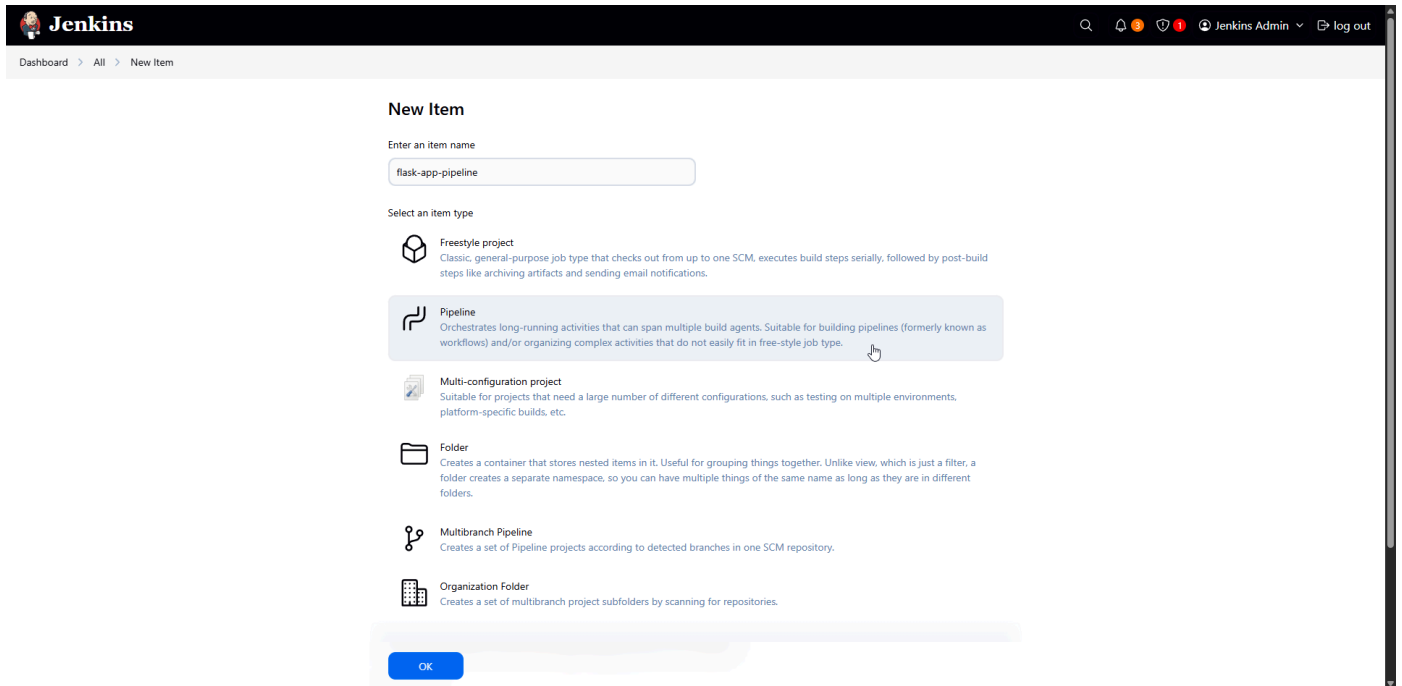 Jenkins
3
1
Jenkins Admin
log out
Dashboard > All > New Item
New Item
Enter an item name
flask-app-pipeline
Select an item type
Freestyle project
Classic, general-purpose job type that checks out from up to one SCM, executes build steps serially, followed by post-build
steps like archiving artifacts and sending email notifications.
Pipeline
Orchestrates long-running activities that can span multiple build agents. Suitable for building pipelines (formerly known as
workflows) and/or organizing complex activities that do not easily fit in free-style job type.
Multi-configuration project
Suitable for projects that need a large number of different configurations, such as testing on multiple environments,
platform-specific builds, etc.
Folder
Creates a container that stores nested items in it. Useful for grouping things together. Unlike view, which is just a filter, a
folder creates a separate namespace, so you can have multiple things of the same name as long as they are in different
folders.
Multibranch Pipeline
Creates a set of Pipeline projects according to detected branches in one SCM repository.
Organization Folder
Creates a set of multibranch project subfolders by scanning for repositories.
OK